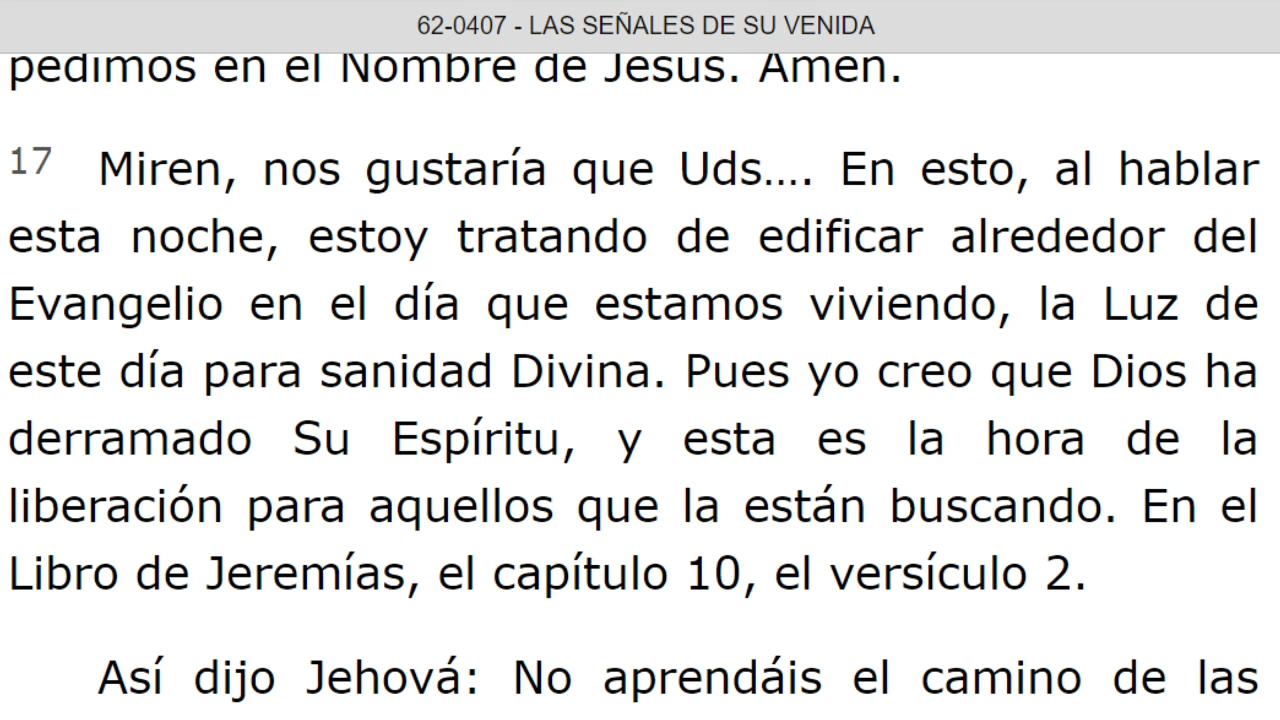 62-0407 - LAS SEÑALES DE SU VENIDA
pedimos en el Nombre de Jesús. Amén.
17 Miren, nos gustaría que Uds.... En esto, al hablar
esta noche, estoy tratando de edificar alrededor del
Evangelio en el día que estamos viviendo, la Luz de
este día para sanidad Divina. Pues yo creo que Dios ha
derramado Su Espíritu, y esta es la hora de la
liberación para aquellos que la están buscando. En el
Libro de Jeremías, el capítulo 10, el versículo 2.
Así dijo Jehová: No aprendáis el camino de las